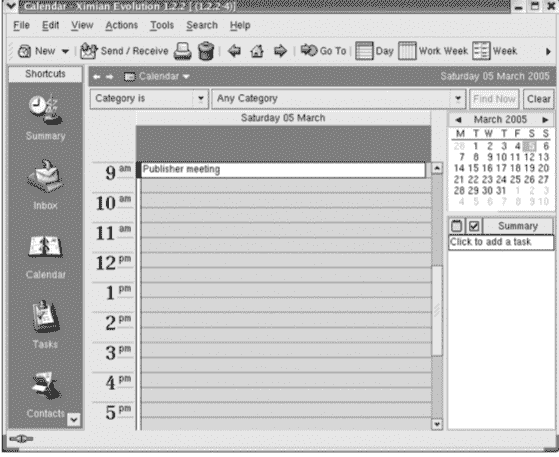 Calendar - Ximian Evolution 1.2.2 [ (1.2.2-4)]
File Edit View Actions Tools Search Help
New Send / Receive Go To Day Work Week Week
Shortcuts
Calendar Saturday 05 March 2005
Category is Any Category Find Now Clear
Saturday 05 March
Summary
Inbox
Calendar
Tasks
Contacts
9 am Publisher meeting
10 am
11 am
12 pm
1 pm
2 pm
3 pm
4 pm
5 pm
March 2005
M T W T F S S
28 1 2 3 4 5 6
7 8 9 10 11 12 13
14 15 16 17 18 19 20
21 22 23 24 25 26 27
28 29 30 31 1 2 3
4 5 6 7 8 9 10
Summary
Click to add a task